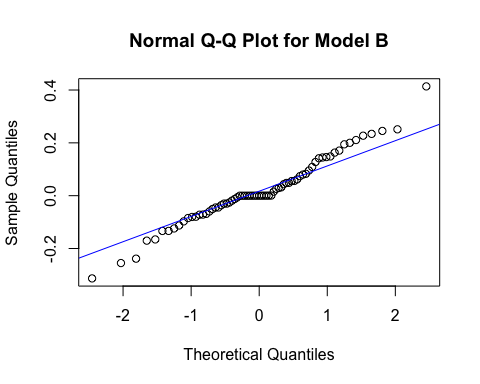 Normal Q-Q Plot for Model B
Sample Quantiles
0.4
0.2
0.0
-0.2
-2 -1 0 1 2
Theoretical Quantiles